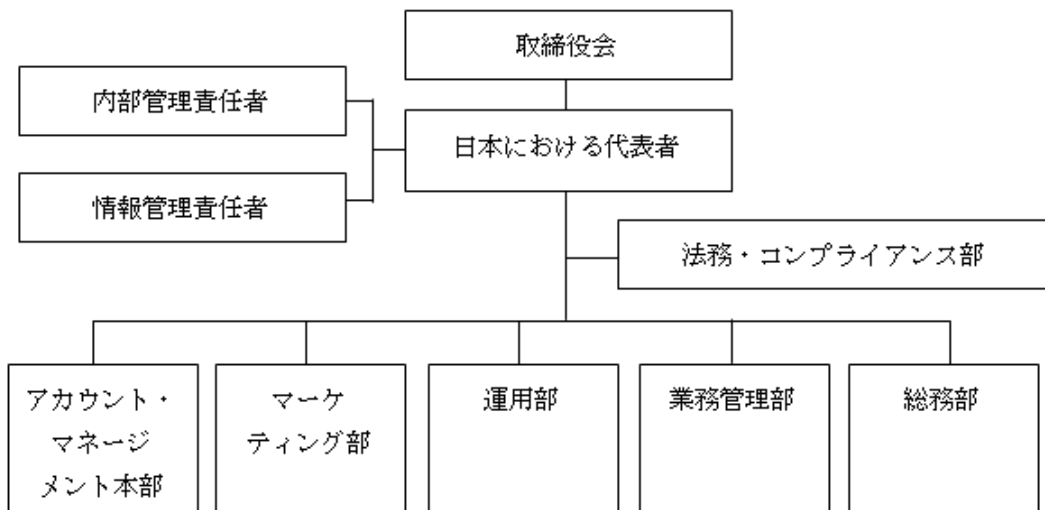 取締役会
内部管理責任者
日本における代表者
情報管理責任者
法務・コンプライアンス部
アカウント・
マネージ
メント本部
マーケ
ティング部
運用部
業務管理部
総務部